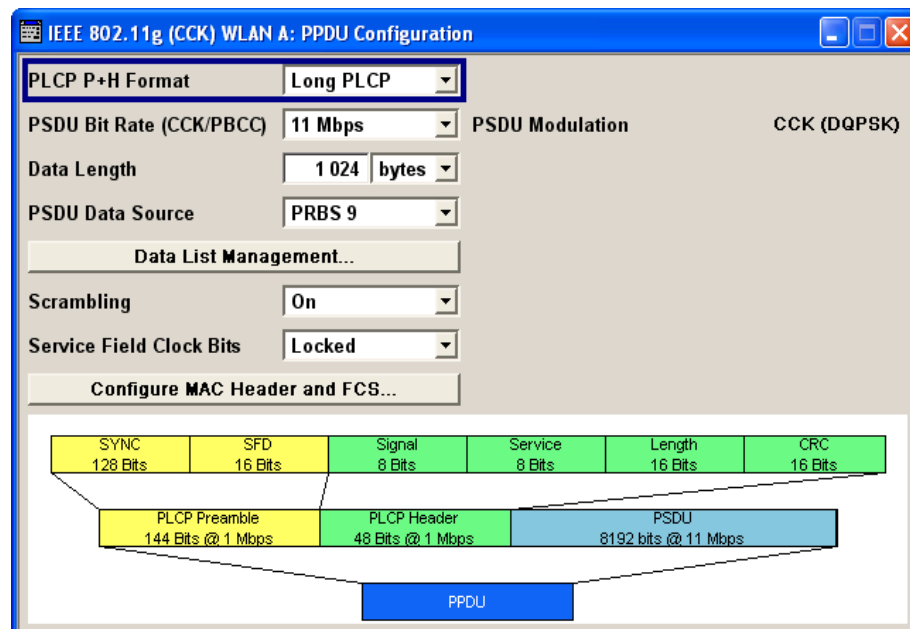 IEEE 802.11g (CCK) WLAN A: PPDU Configuration
PLCP P+H Format Long PLCP
PSDU Bit Rate (CCK/PBCC) 11 Mbps PSDU Modulation CCK (DQPSK)
Data Length 1 024 bytes
PSDU Data Source PRBS 9
Data List Management...
Scrambling On
Service Field Clock Bits Locked
Configure MAC Header and FCS...
SYNC SFD Signal Service Length CRC
128 Bits 16 Bits 8 Bits 8 Bits 16 Bits 16 Bits
PLCP Preamble PLCP Header PSDU
144 Bits @ 1 Mbps 48 Bits @ 1 Mbps 8192 bits @ 11 Mbps
PPDU